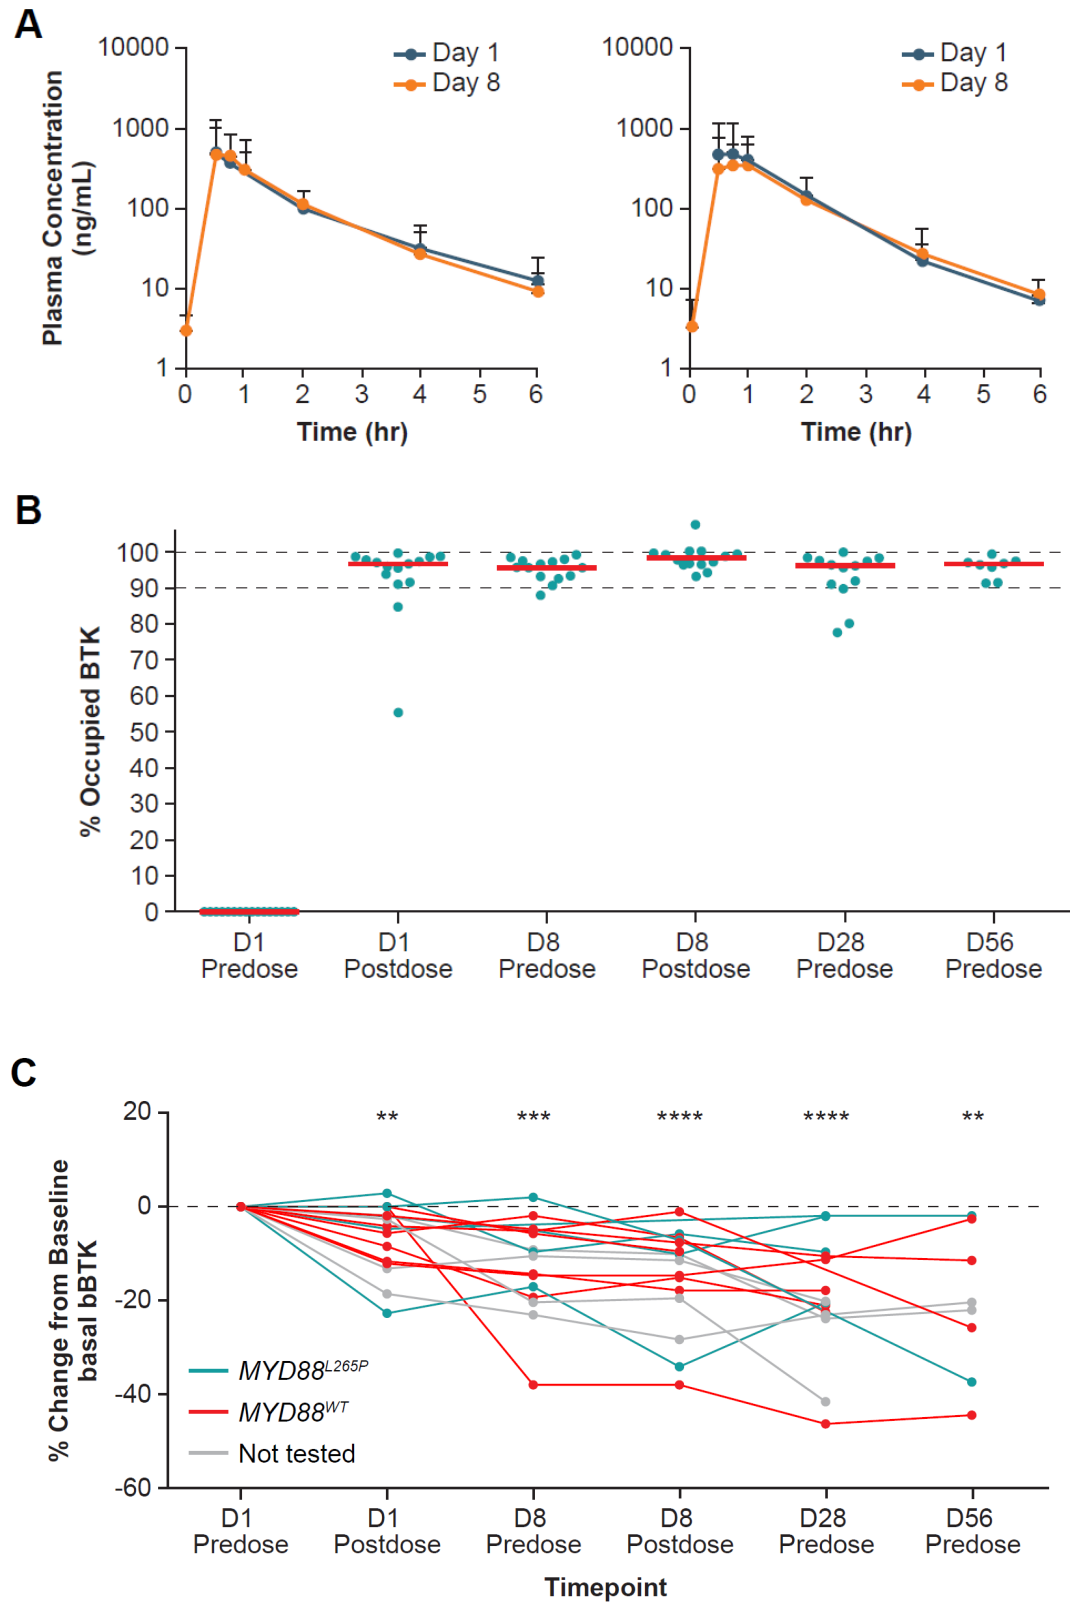 A
Plasma Concentration
(ng/mL)
10000
1000
100
10
1
Day 1
Day 8
0 1 2 3 4 5 6
Time (hr)
10000
1000
100
10
1
Day 1
Day 8
0 1 2 3 4 5 6
Time (hr)
B
% Occupied BTK
100
90
80
70
60
50
40
30
20
10
0
D1 Predose
D1 Postdose
D8 Predose
D8 Postdose
D28 Predose
D56 Predose
C
% Change from Baseline
basal bBTK
20
0
-20
-40
-60
** *** **** **** **
MYD88L265P
MYD88WT
Not tested
D1 Predose
D1 Postdose
D8 Predose
D8 Postdose
D28 Predose
D56 Predose
Timepoint